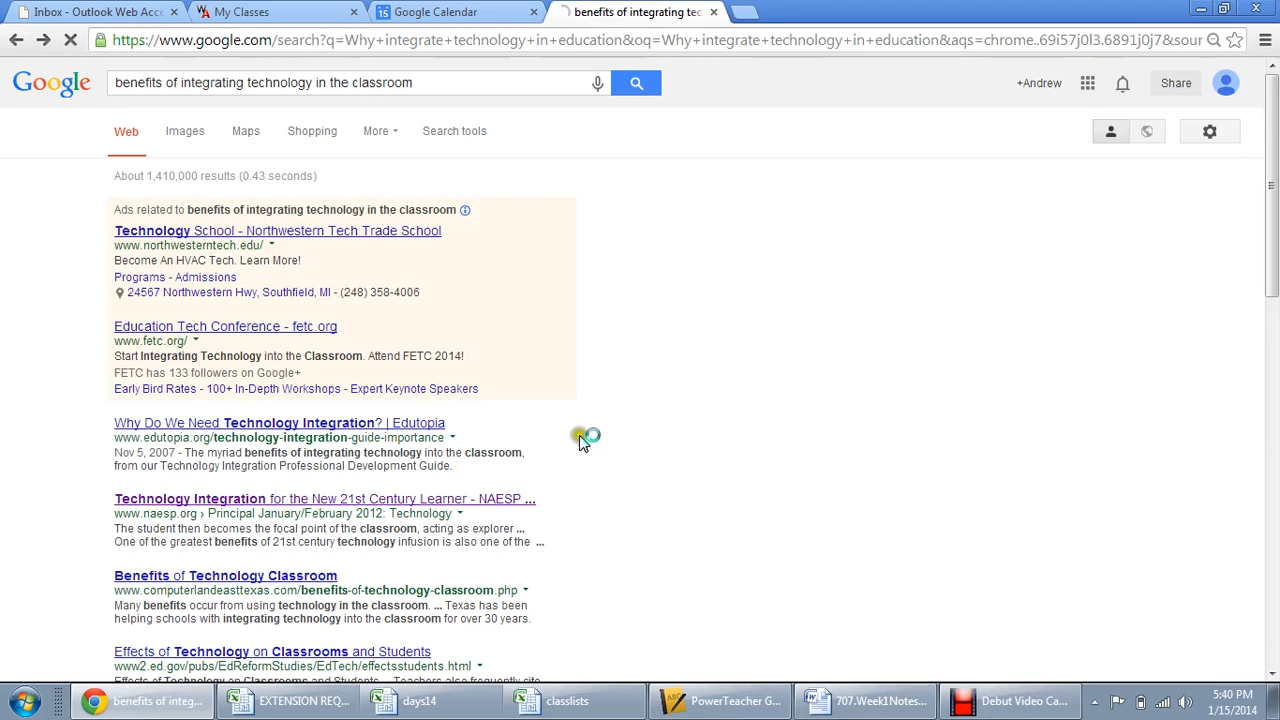 Inbox - Outlook Web Acc
My Classes
Google Calendar
benefits of integrating tec
https://www.google.com/search?q=Why+integrate+technology+in+education&oq=Why+integrate+technology+in+education&aqs=chrome..69i57j0l3.6891j0j7&sour
Google
benefits of integrating technology in the classroom
+Andrew
Share
Web Images Maps Shopping More Search tools
About 1,410,000 results (0.43 seconds)
Ads related to benefits of integrating technology in the classroom
Technology School - Northwestern Tech Trade School
www.northwesterntech.edu/
Become An HVAC Tech. Learn More!
Programs - Admissions
24567 Northwestern Hwy, Southfield, MI - (248) 358-4006
Education Tech Conference - fetc.org
www.fetc.org/
Start Integrating Technology into the Classroom. Attend FETC 2014!
FETC has 133 followers on Google+
Early Bird Rates - 100+ In-Depth Workshops - Expert Keynote Speakers
Why Do We Need Technology Integration? | Edutopia
www.edutopia.org/technology-integration-guide-importance
Nov 5, 2007 - The myriad benefits of integrating technology into the classroom,
from our Technology Integration Professional Development Guide.
Technology Integration for the New 21st Century Learner - NAESP ...
www.naesp.org › Principal January/February 2012: Technology
The student then becomes the focal point of the classroom, acting as explorer ...
One of the greatest benefits of 21st century technology infusion is also one of the ...
Benefits of Technology Classroom
www.computerlandeasttexas.com/benefits-of-technology-classroom.php
Many benefits occur from using technology in the classroom. ... Texas has been
helping schools with integrating technology into the classroom for over 30 years.
Effects of Technology on Classrooms and Students
www2.ed.gov/pubs/EdReformStudies/EdTech/effectsstudents.html
Effects of Technology on Classrooms and Students. Teachers also frequently cite
benefits of integ...
EXTENSION REQ...
days14
classlists
PowerTeacher G...
707.Week1Notes...
Debut Video Ca...
5:40 PM
1/15/2014